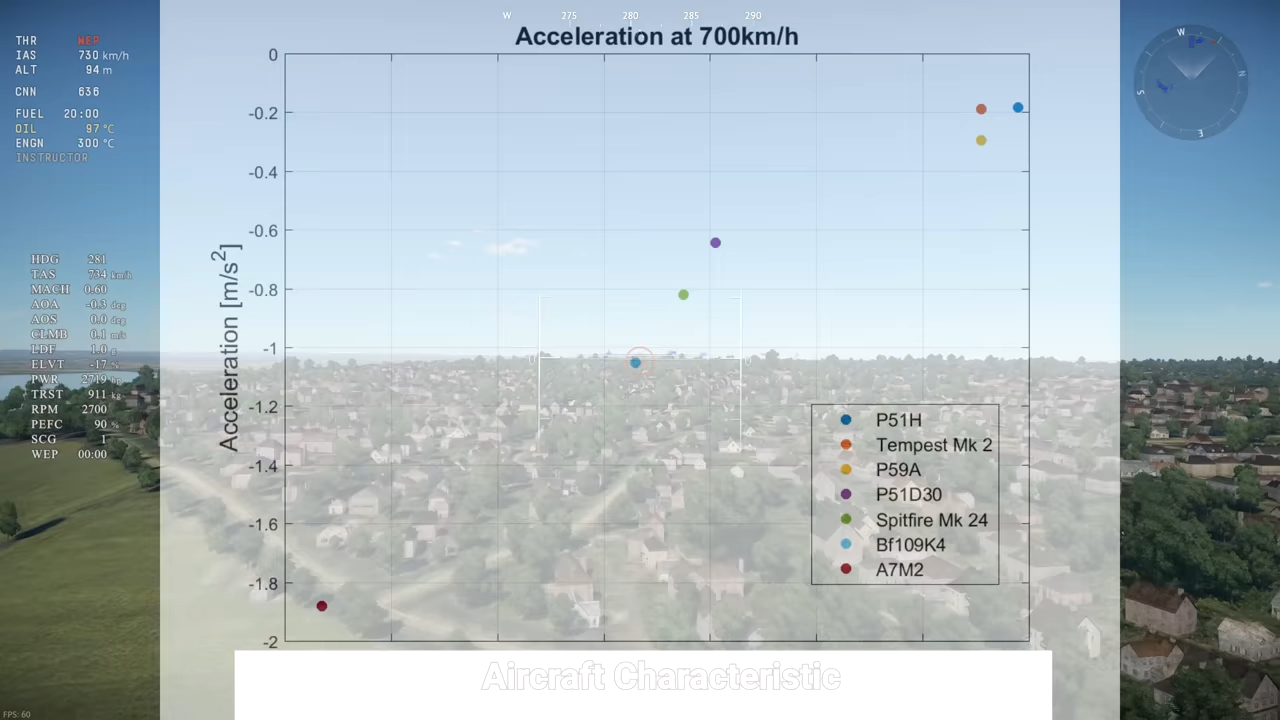 W 275 280 285 290
THR WEP
IAS 730 km/h
ALT 94 m
CNN 636
FUEL 20:00
OIL 97 °C
ENGN 300 °C
INSTRUCTOR
HDG 281
TAS 734 km/h
MACH 0.60
AOA -0.3 deg
AOS 0.0 deg
CLMB 0.1 m/s
LDF 1.0 g
ELVT -17 %
PWR 2719 hp
TRST 911 kg
RPM 2700
PEFC 90 %
SCG 1
WEP 00:00
FPS: 60
Acceleration at 700km/h
0
-0.2
-0.4
-0.6
-0.8
-1
-1.2
-1.4
-1.6
-1.8
-2
Acceleration [m/s²]
P51H
Tempest Mk 2
P59A
P51D30
Spitfire Mk 24
Bf109K4
A7M2
Aircraft Characteristic
W
N
S
E